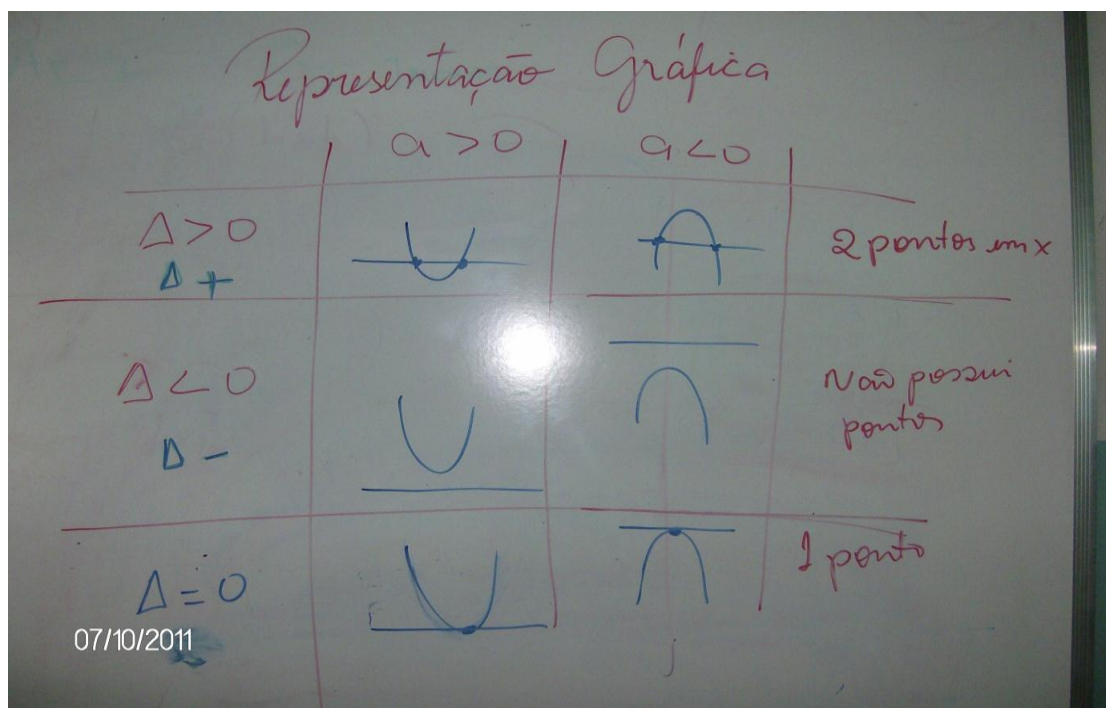 Representação Gráfica
a > 0 a < 0
Δ > 0 2 pontos em x
Δ +
Δ < 0 Não possui
pontos
Δ -
1 ponto
Δ = 0
07/10/2011